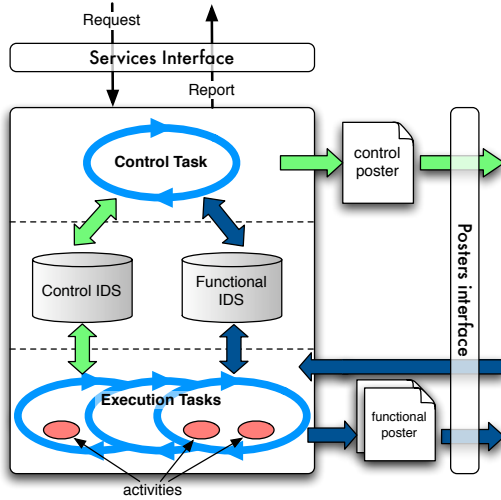 Request
Services Interface
Report
Control Task
control
poster
Control IDS
Functional
IDS
Posters interface
Execution Tasks
functional
poster
activities